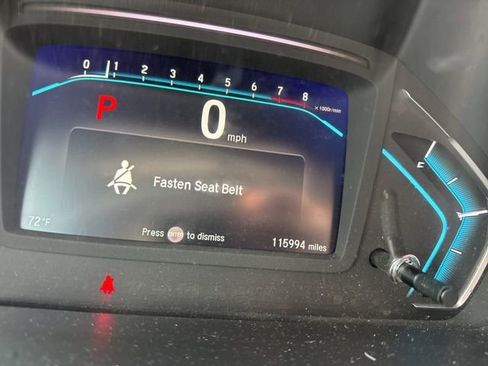 0 1 2 3 4 5 6 7 8
x 1000r/min
P
0
mph
Fasten Seat Belt
72°F
Press ENTER to dismiss
115994 miles
F